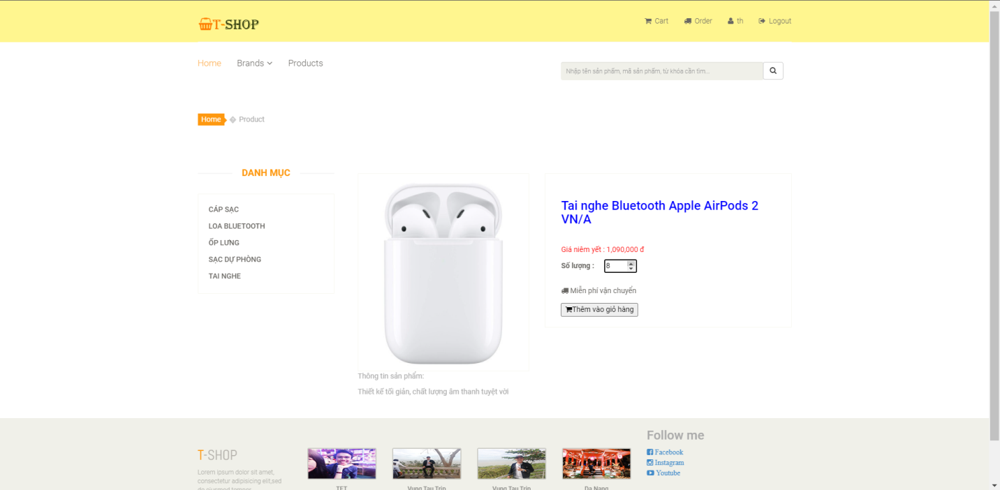 T-SHOP
Cart Order th Logout
Home Brands Products
Nhập tên sản phẩm, mã sản phẩm, từ khóa cần tìm...
Home � Product
DANH MỤC
CÁP SẠC
LOA BLUETOOTH
ỐP LƯNG
SẠC DỰ PHÒNG
TAI NGHE
Tai nghe Bluetooth Apple AirPods 2
VN/A
Giá niêm yết : 1,090,000 đ
Số lượng : 8
Miễn phí vận chuyển
Thêm vào giỏ hàng
Thông tin sản phẩm:
Thiết kế tối giản, chất lượng âm thanh tuyệt vời
T-SHOP
Lorem ipsum dolor sit amet,
consectetur adipisicing elit,sed
do eiusmod tempor
TET
Vung Tau Trip
Vung Tau Trip
Da Nang
Follow me
Facebook
Instagram
Youtube